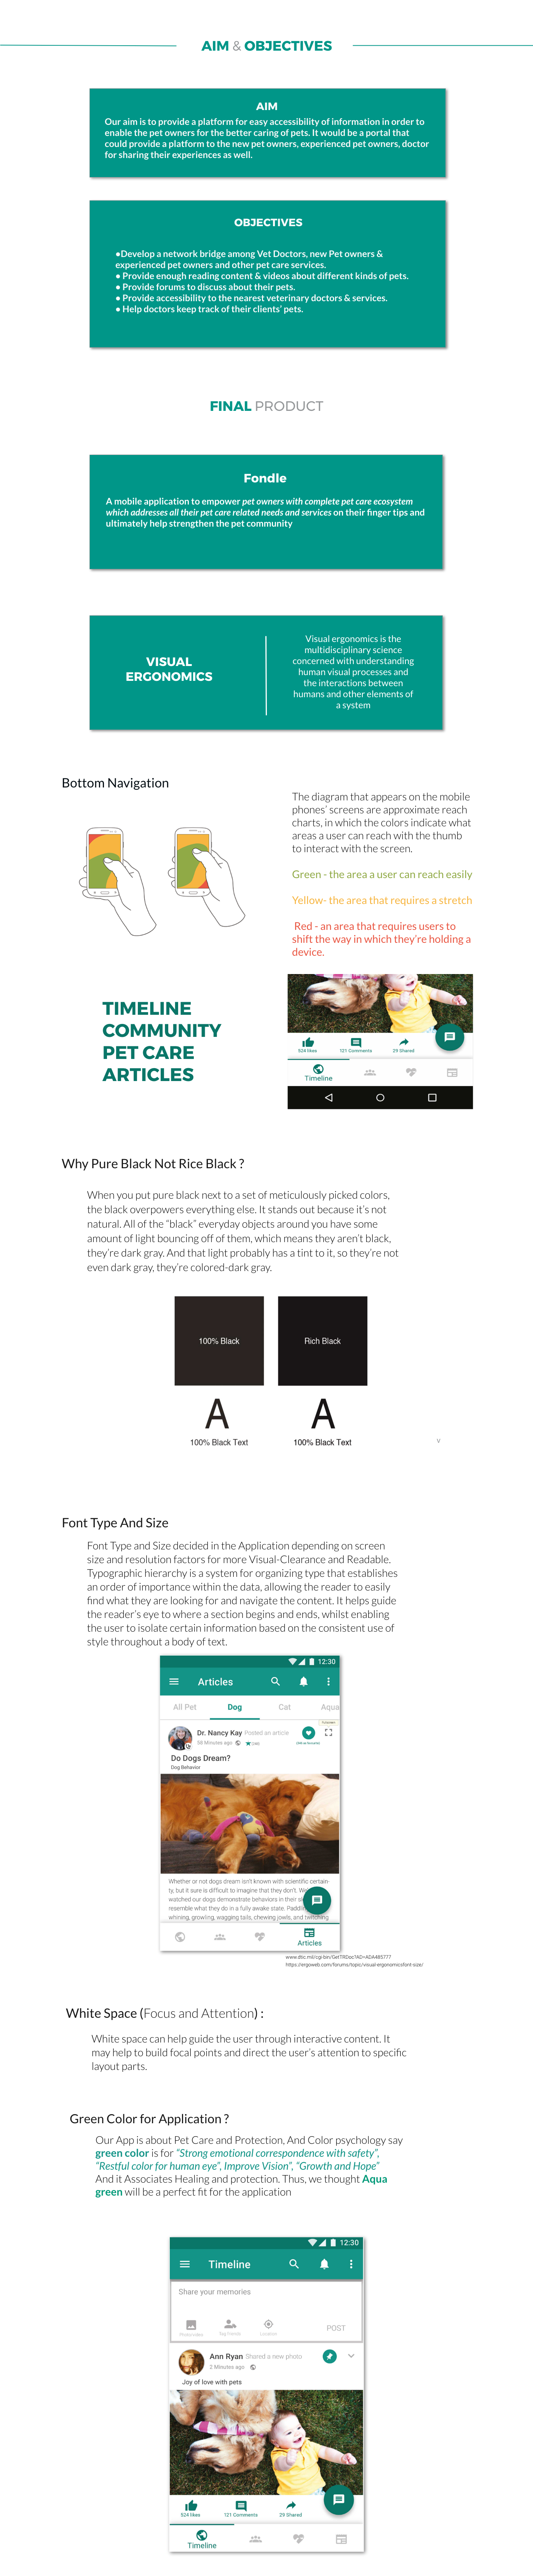 AIM & OBJECTIVES
AIM
Our aim is to provide a platform for easy accessibility of information in order to
enable the pet owners for the better caring of pets. It would be a portal that
could provide a platform to the new pet owners, experienced pet owners, doctor
for sharing their experiences as well.
OBJECTIVES
•Develop a network bridge among Vet Doctors, new Pet owners &
experienced pet owners and other pet care services.
• Provide enough reading content & videos about different kinds of pets.
• Provide forums to discuss about their pets.
• Provide accessibility to the nearest veterinary doctors & services.
• Help doctors keep track of their clients' pets.
FINAL PRODUCT
Fondle
A mobile application to empower pet owners with complete pet care ecosystem
which addresses all their pet care related needs and services on their finger tips and
ultimately help strengthen the pet community
VISUAL
ERGONOMICS
Visual ergonomics is the
multidisciplinary science
concerned with understanding
human visual processes and
the interactions between
humans and other elements of
a system
Bottom Navigation
The diagram that appears on the mobile
phones' screens are approximate reach
charts, in which the colors indicate what
areas a user can reach with the thumb
to interact with the screen.
Green - the area a user can reach easily
Yellow- the area that requires a stretch
Red - an area that requires users to
shift the way in which they're holding a
device.
TIMELINE
COMMUNITY
PET CARE
ARTICLES
524 likes
121 Comments
29 Shared
Timeline
Why Pure Black Not Rice Black ?
When you put pure black next to a set of meticulously picked colors,
the black overpowers everything else. It stands out because it's not
natural. All of the "black" everyday objects around you have some
amount of light bouncing off of them, which means they aren't black,
they're dark gray. And that light probably has a tint to it, so they're not
even dark gray, they're colored-dark gray.
100% Black
Rich Black
A
A
100% Black Text
100% Black Text
v
Font Type And Size
Font Type and Size decided in the Application depending on screen
size and resolution factors for more Visual-Clearance and Readable.
Typographic hierarchy is a system for organizing type that establishes
an order of importance within the data, allowing the reader to easily
find what they are looking for and navigate the content. It helps guide
the reader's eye to where a section begins and ends, whilst enabling
the user to isolate certain information based on the consistent use of
style throughout a body of text.
12:30
Articles
All Pet
Dog
Cat
Aqua
Dr. Nancy Kay Posted an article
58 Minutes ago
Do Dogs Dream?
Dog Behavior
Whether or not dogs dream isn't known with scientific certain-
ty, but it sure is difficult to imagine that they don't. We
watched our dogs demonstrate behaviors in their sl
resemble what they do in a fully awake state. Paddli
whining, growling, wagging tails, chewing jowls, and twitching
Articles
www.dtic.mil/cgi-bin/GetTRDoc?AD=ADA485777
https://ergoweb.com/forums/topic/visual-ergonomicsfont-size/
White Space (Focus and Attention) :
White space can help guide the user through interactive content. It
may help to build focal points and direct the user's attention to specific
layout parts.
Green Color for Application ?
Our App is about Pet Care and Protection, And Color psychology say
green color is for "Strong emotional correspondence with safety",
"Restful color for human eye", Improve Vision", "Growth and Hope"
And it Associates Healing and protection. Thus, we thought Aqua
green will be a perfect fit for the application
12:30
Timeline
Share your memories
Photo/video
Tag friends
Location
POST
Ann Ryan Shared a new photo
2 Minutes ago
Joy of love with pets
524 likes
121 Comments
29 Shared
Timeline